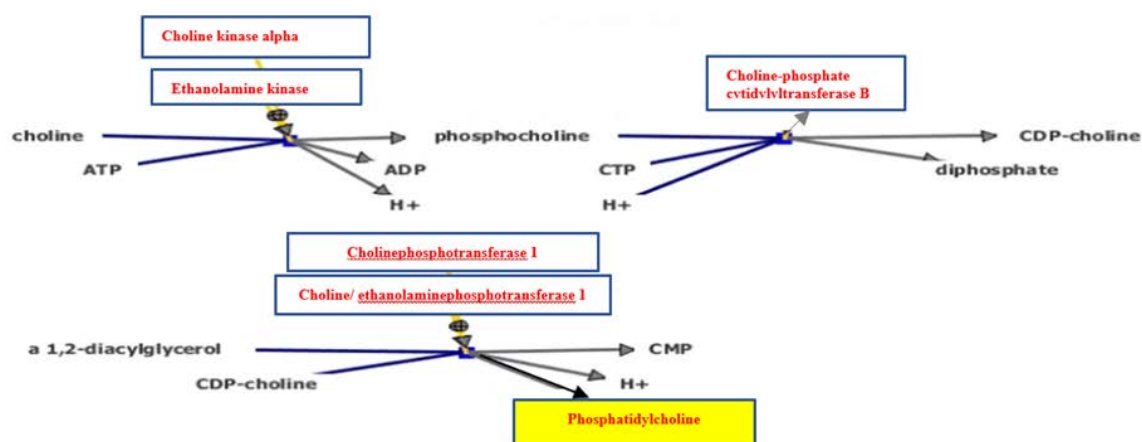 Choline kinase alpha
Ethanolamine kinase
choline
ATP
phosphocholine
ADP
H+
Choline-phosphate
cvtidvlvltransferase B
CTP
H+
CDP-choline
diphosphate
Cholinephosphotransferase 1
Choline/ ethanolaminephosphotransferase 1
a 1,2-diacylglycerol
CDP-choline
CMP
H+
Phosphatidylcholine